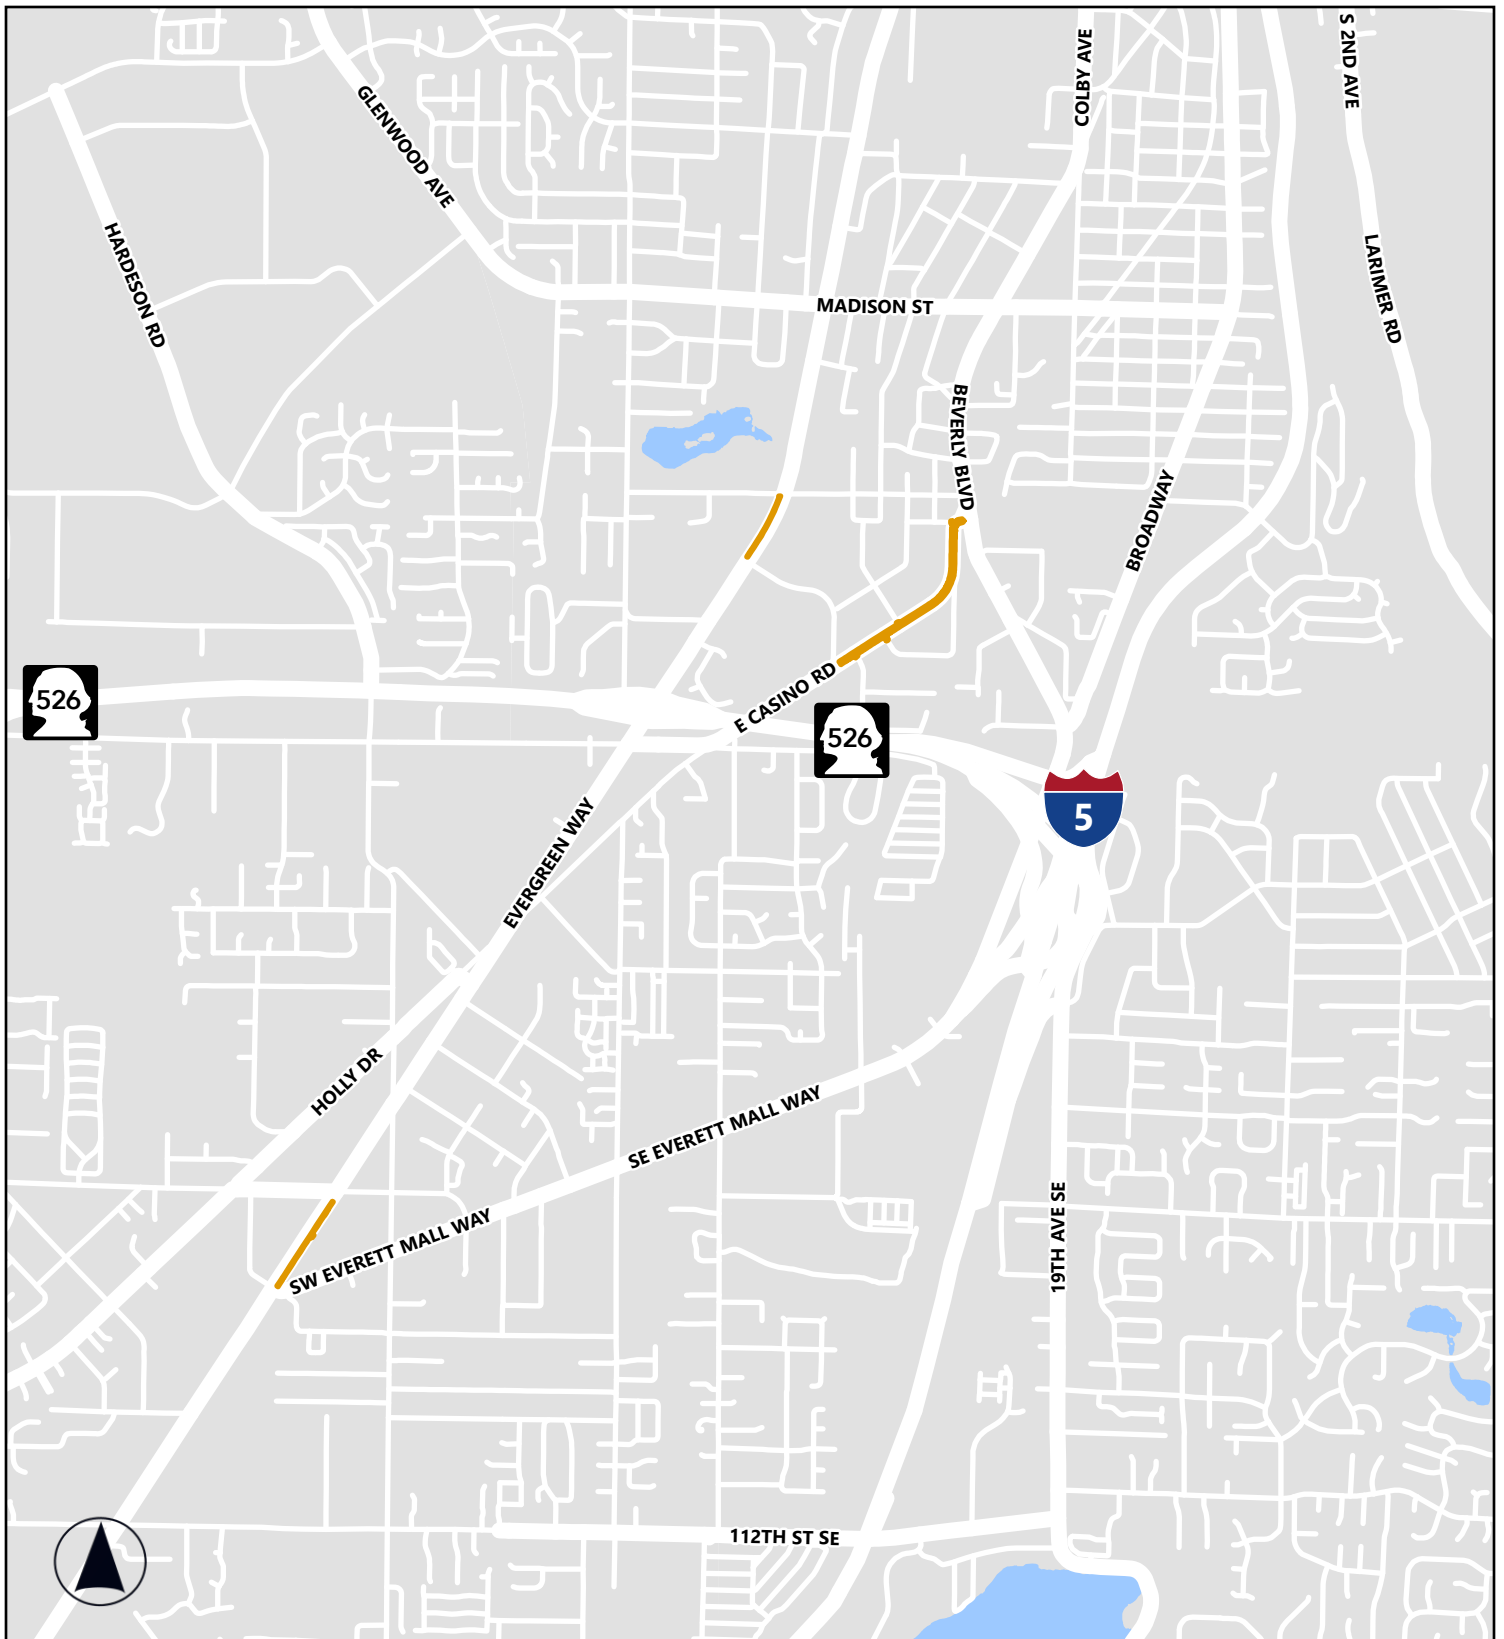 S 2ND AVE
COLBY AVE
GLENWOOD AVE
HARDESON RD
LARIMER RD
MADISON ST
BEVERLY BLVD
BROADWAY
526
E CASINO RD
526
5
EVERGREEN WAY
HOLLY DR
SE EVERETT MALL WAY
SW EVERETT MALL WAY
19TH AVE SE
112TH ST SE